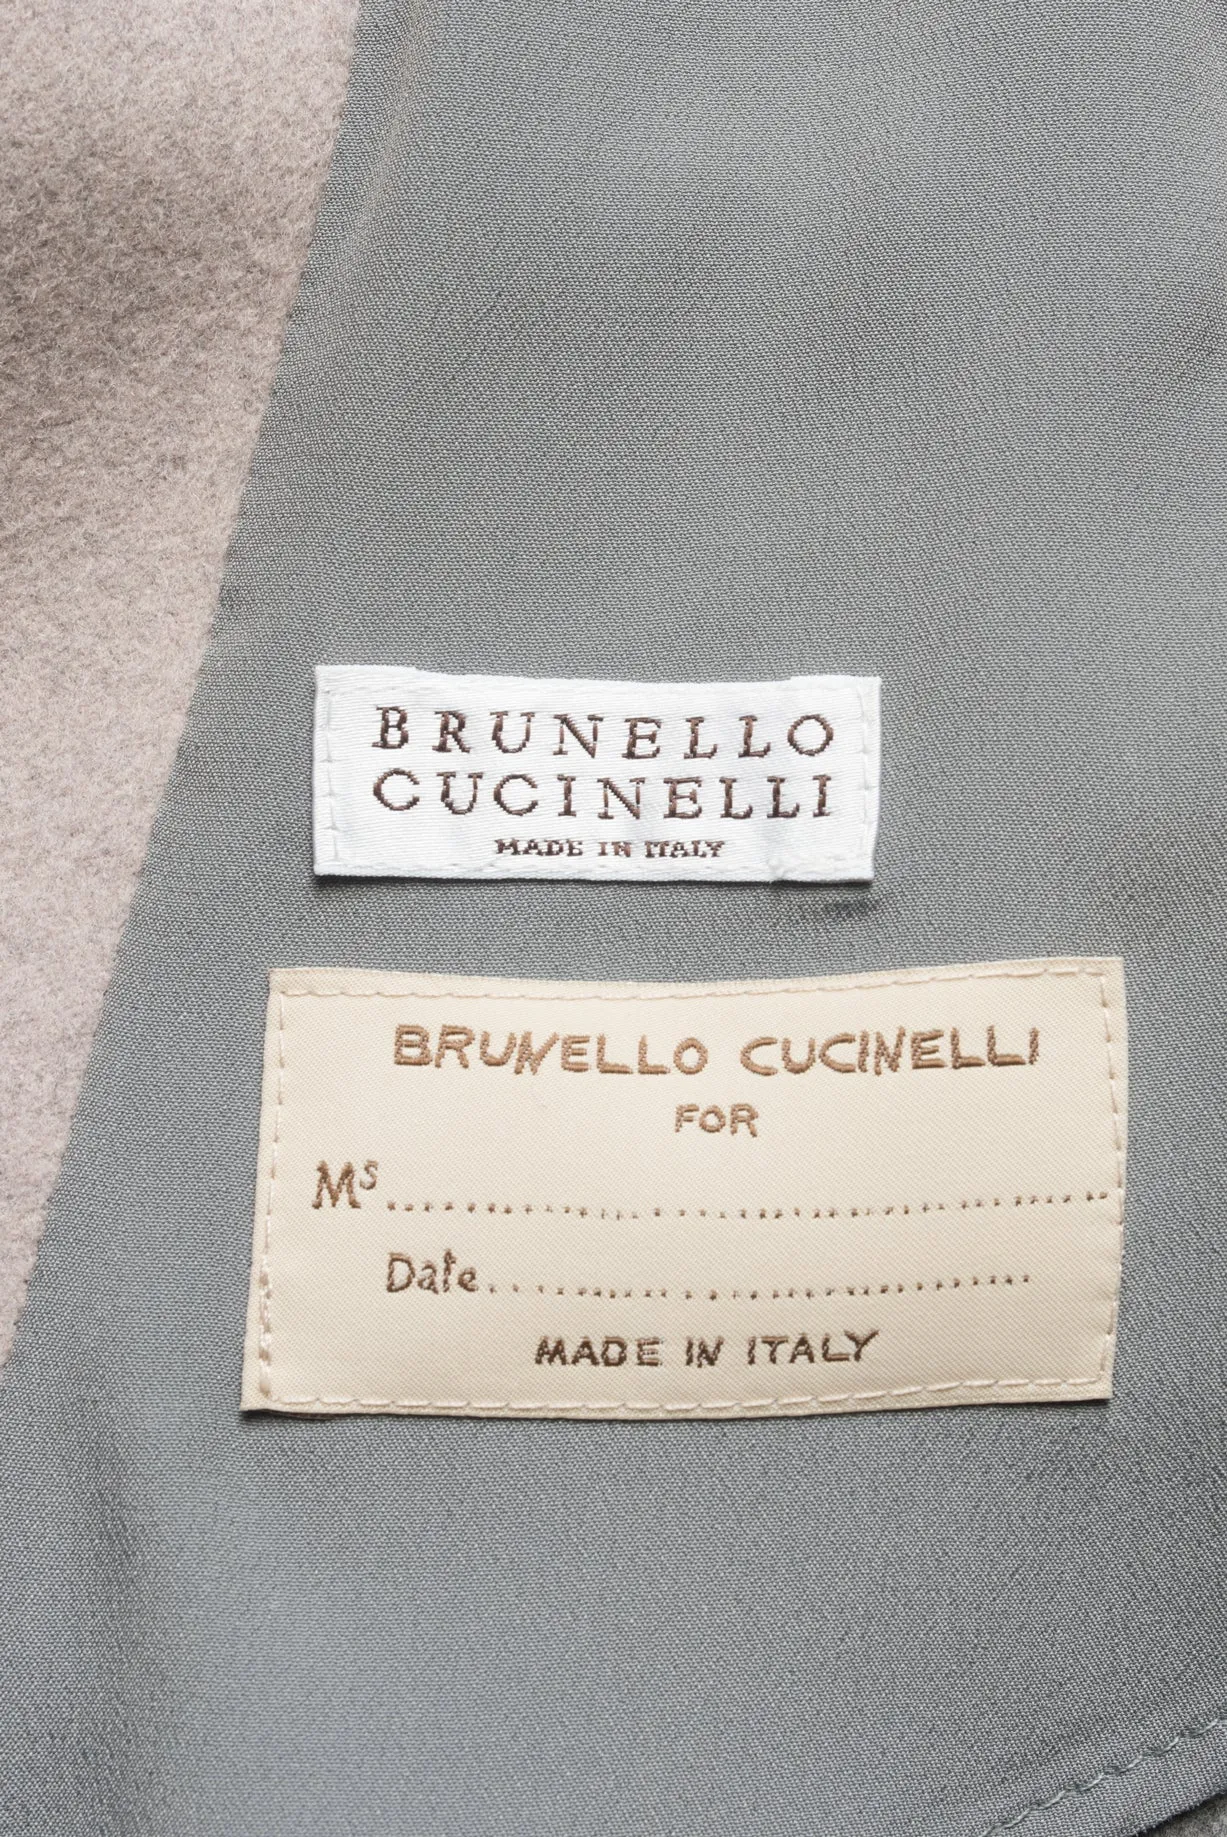 BRUNELLO
CUCINELLI
MADE IN ITALY
BRUNELLO CUCINELLI
FOR
Ms........................................
Date..............................
MADE IN ITALY